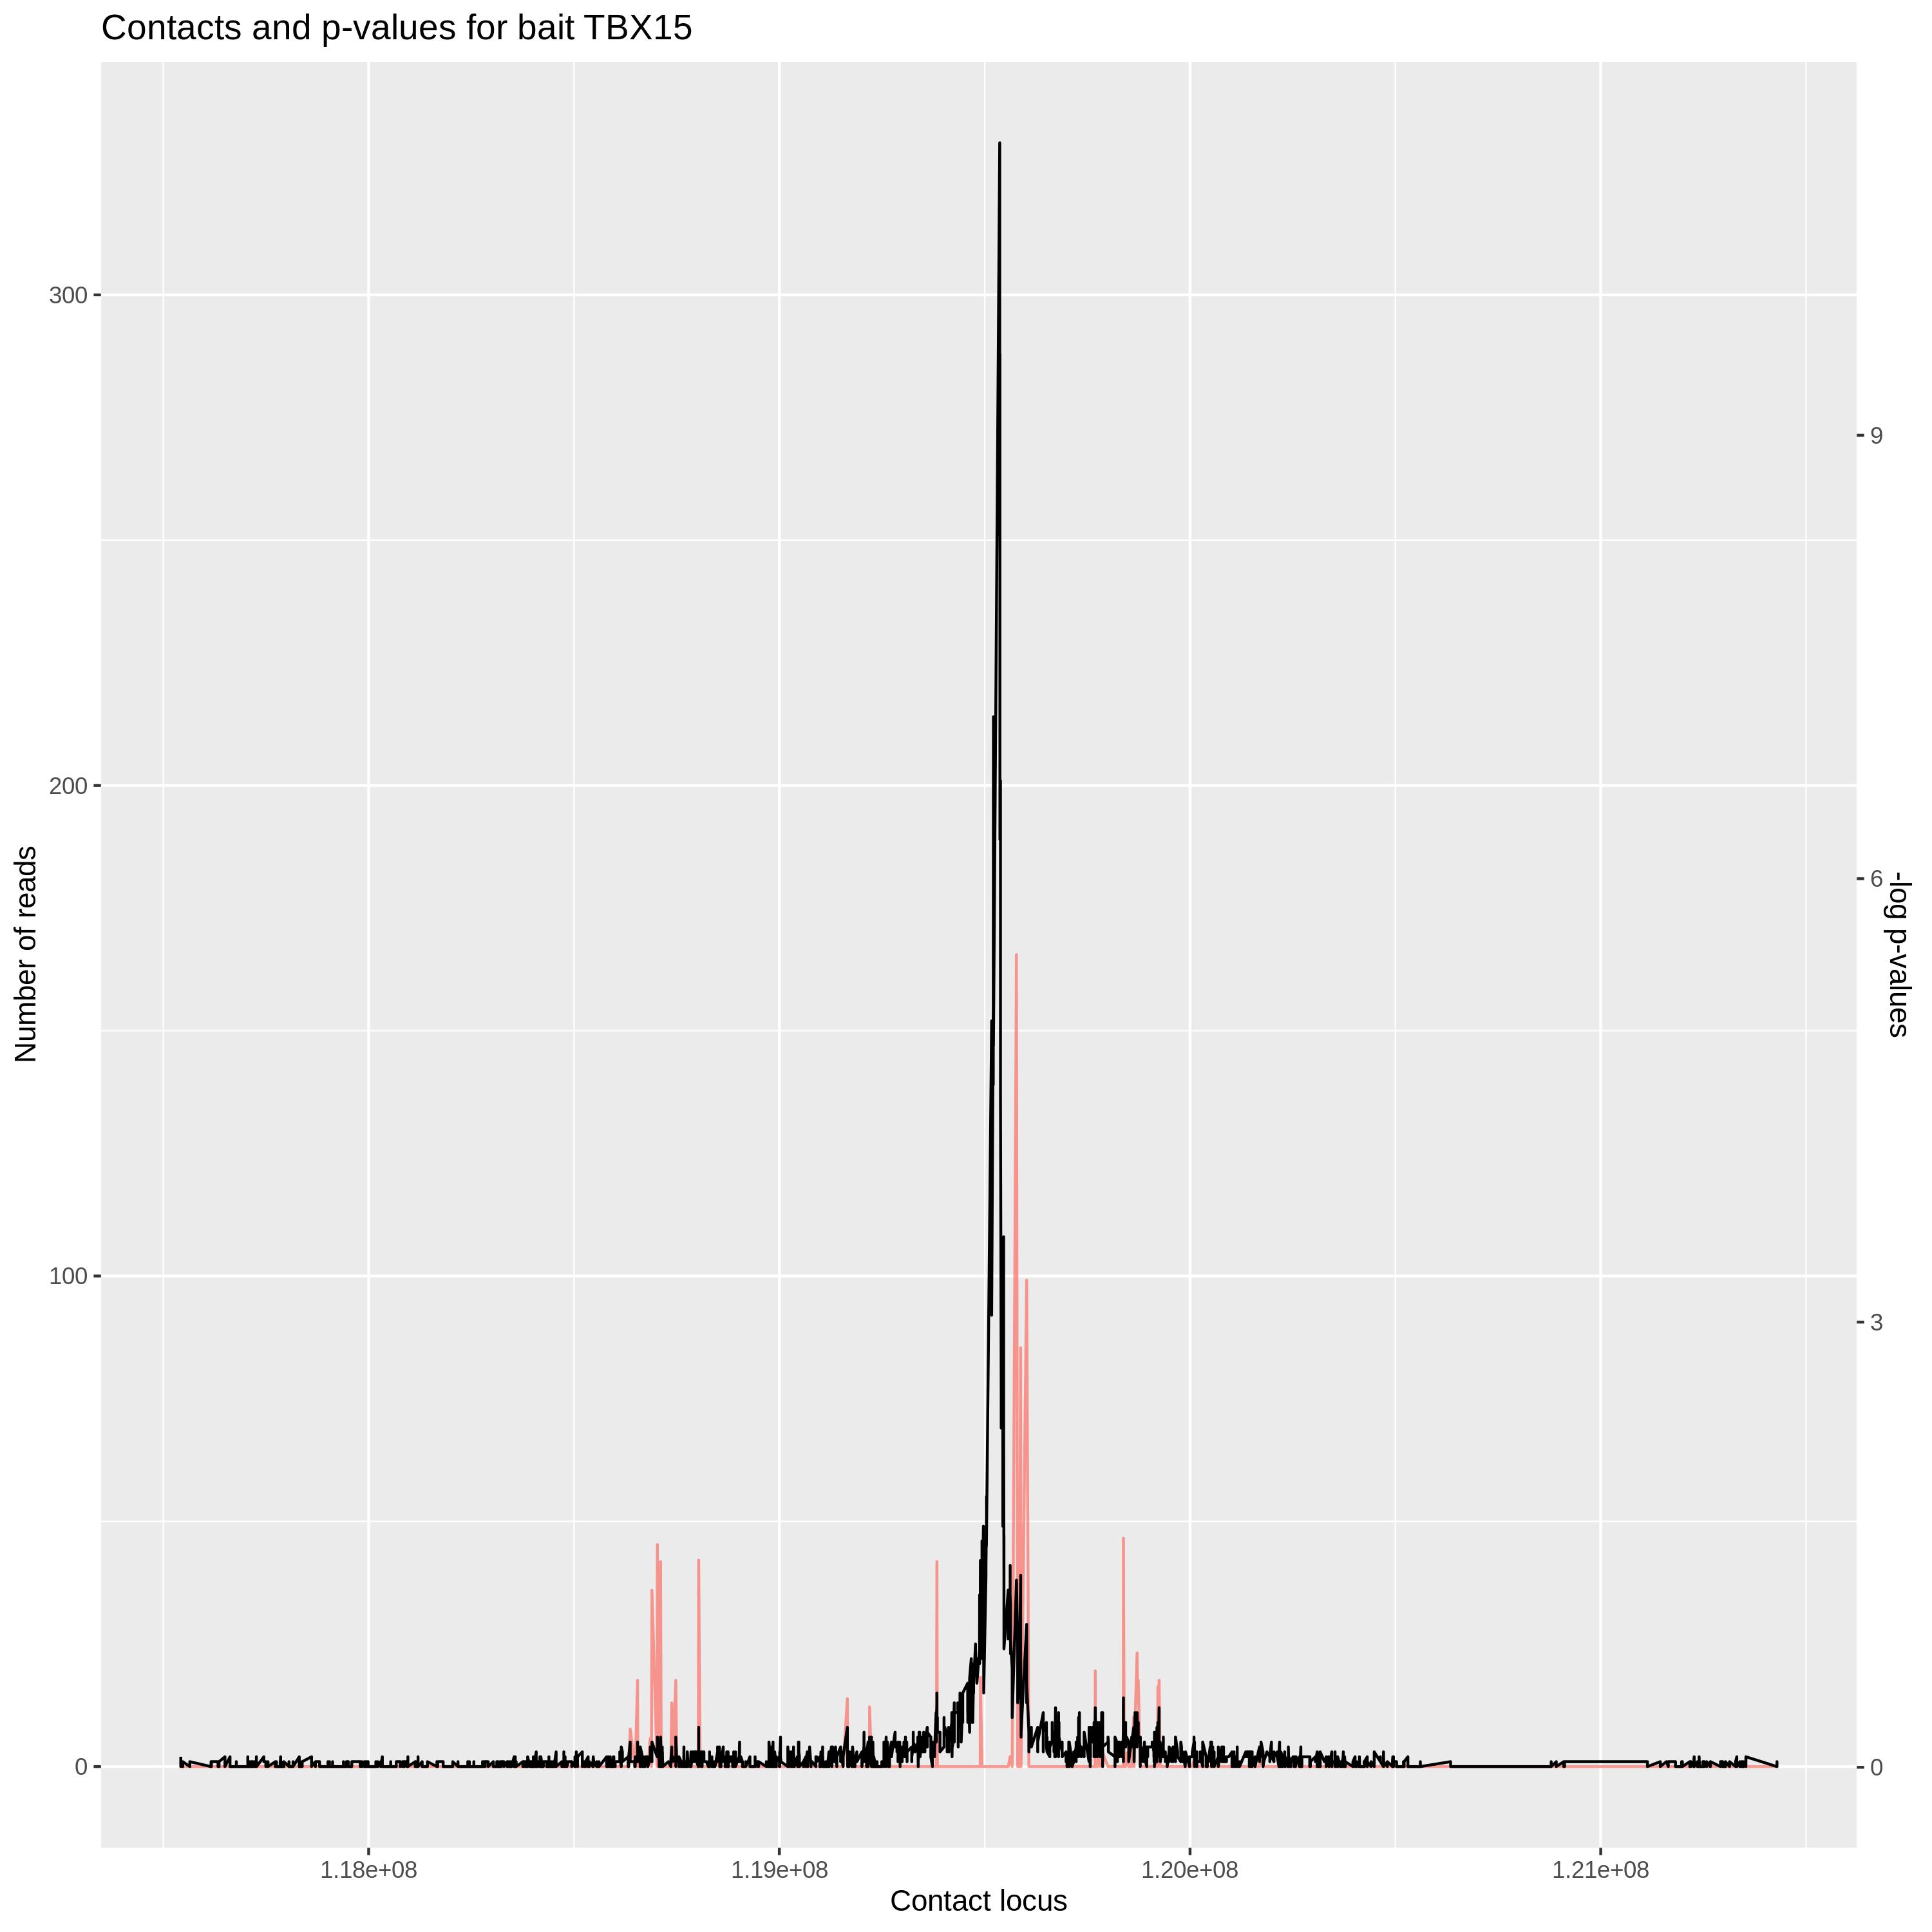 Contacts and p-values for bait TBX15
Number of reads
300
200
100
0
9
6
3
0
-log p-values
1.18e+08
1.19e+08
1.20e+08
1.21e+08
Contact locus